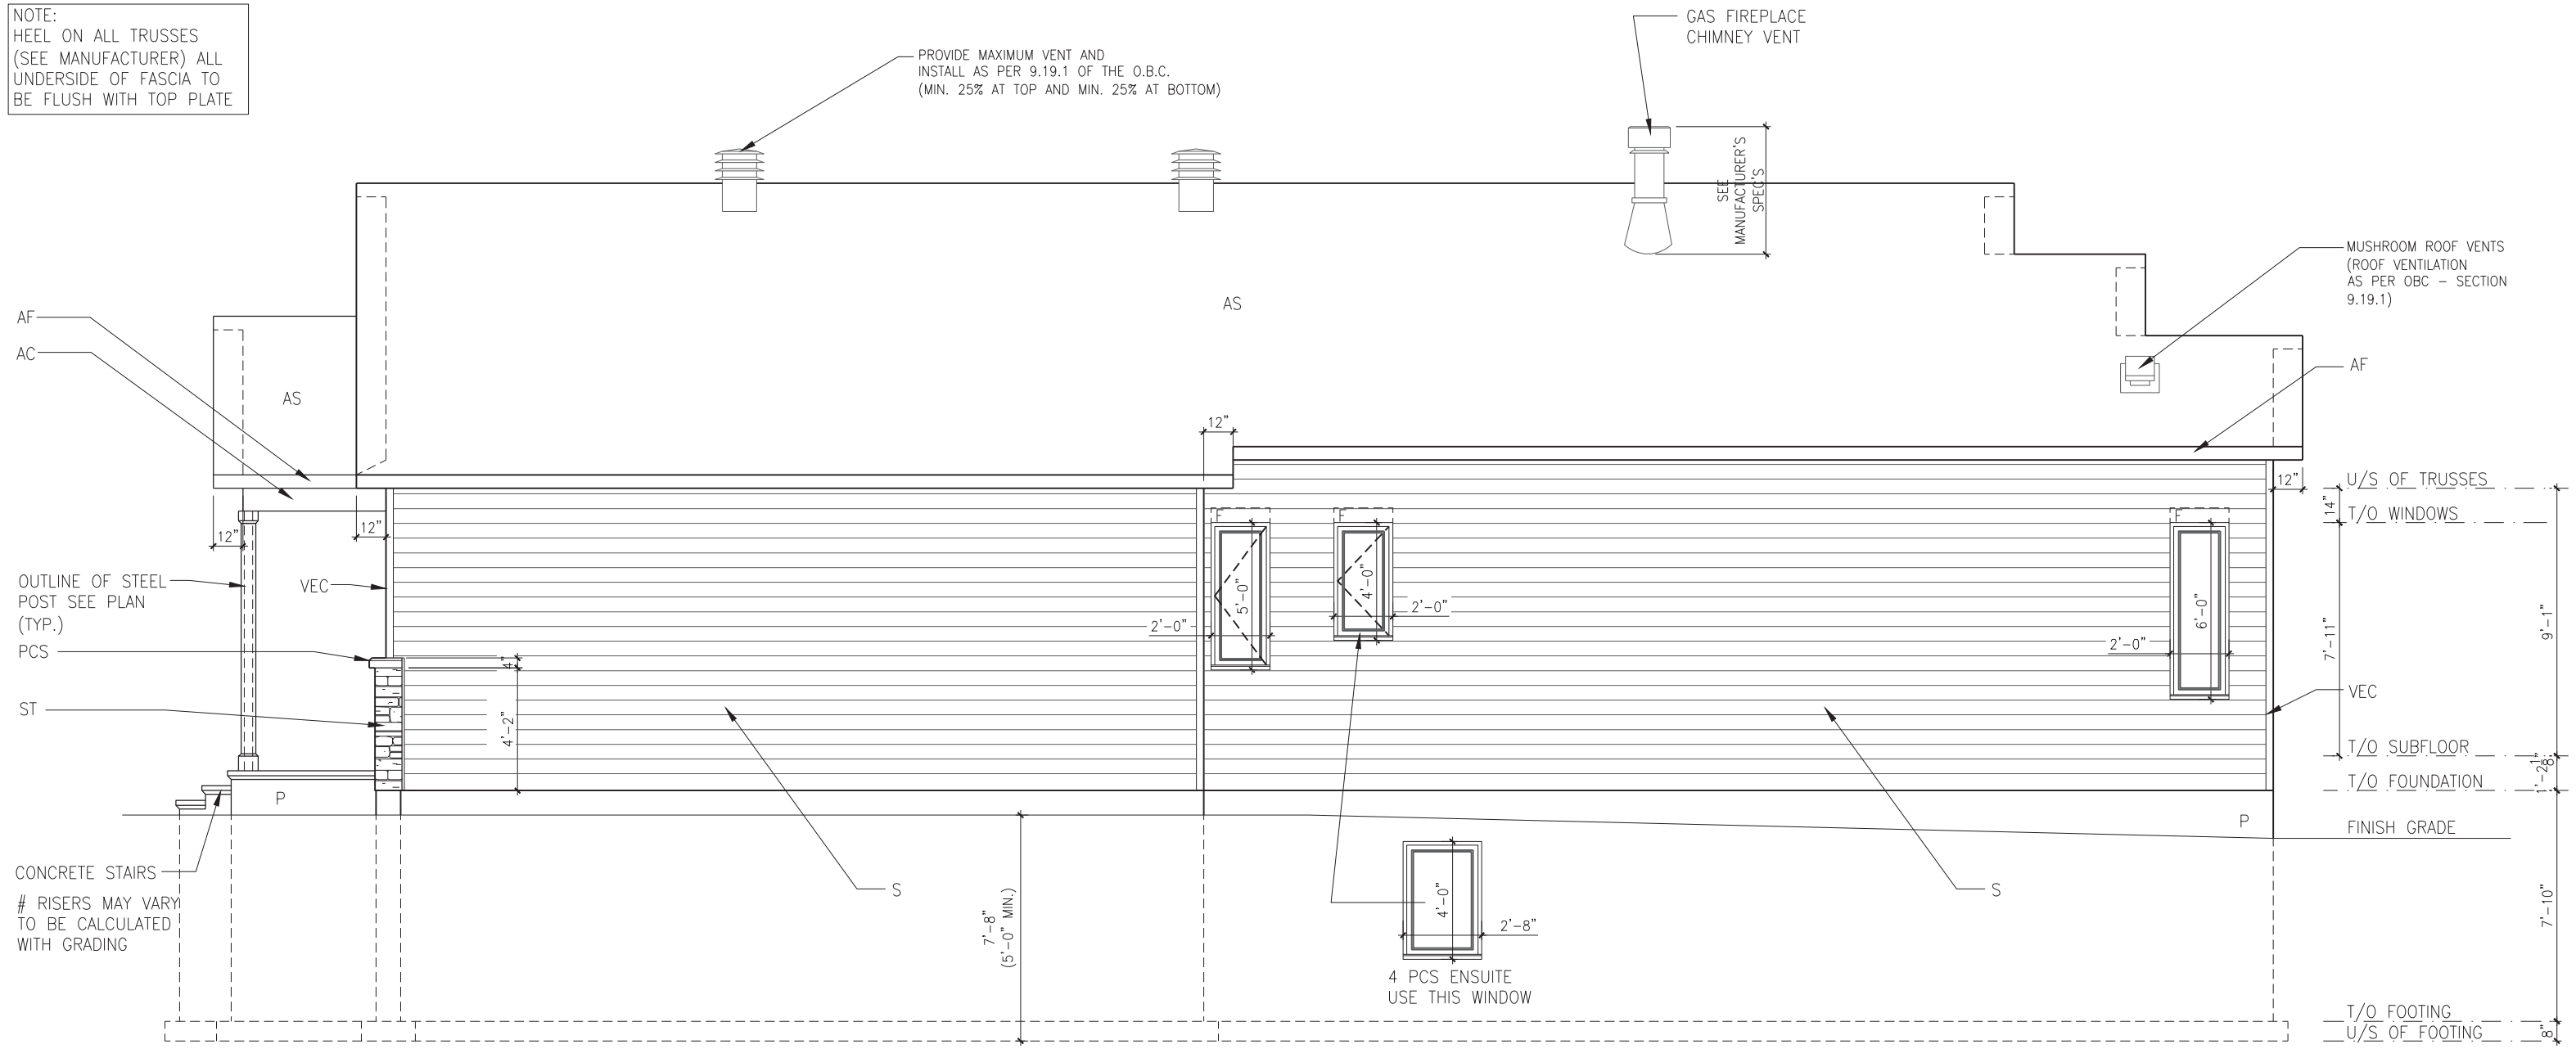 NOTE:
HEEL ON ALL TRUSSES
(SEE MANUFACTURER) ALL
UNDERSIDE OF FASCIA TO
BE FLUSH WITH TOP PLATE
PROVIDE MAXIMUM VENT AND
INSTALL AS PER 9.19.1 OF THE O.B.C.
(MIN. 25% AT TOP AND MIN. 25% AT BOTTOM)
GAS FIREPLACE
CHIMNEY VENT
SEE
MANUFACTURER'S
SPEC'S
MUSHROOM ROOF VENTS
(ROOF VENTILATION
AS PER OBC - SECTION
9.19.1)
AF
AC
AS
AS
AF
12"
12"
12"
12"
U/S OF TRUSSES
14"
T/O WINDOWS
F
F
F
OUTLINE OF STEEL
POST SEE PLAN
(TYP.)
VEC
PCS
ST
4"
4'-2"
2'-0"
5'-0"
4'-0"
2'-0"
2'-0"
6'-0"
7'-11"
9'-1"
VEC
T/O SUBFLOOR
1'-2 1/8"
T/O FOUNDATION
P
P
FINISH GRADE
CONCRETE STAIRS
# RISERS MAY VARY
TO BE CALCULATED
WITH GRADING
S
S
7'-8"
(5'-0" MIN.)
4'-0"
2'-8"
4 PCS ENSUITE
USE THIS WINDOW
7'-10"
T/O FOOTING
U/S OF FOOTING
8"